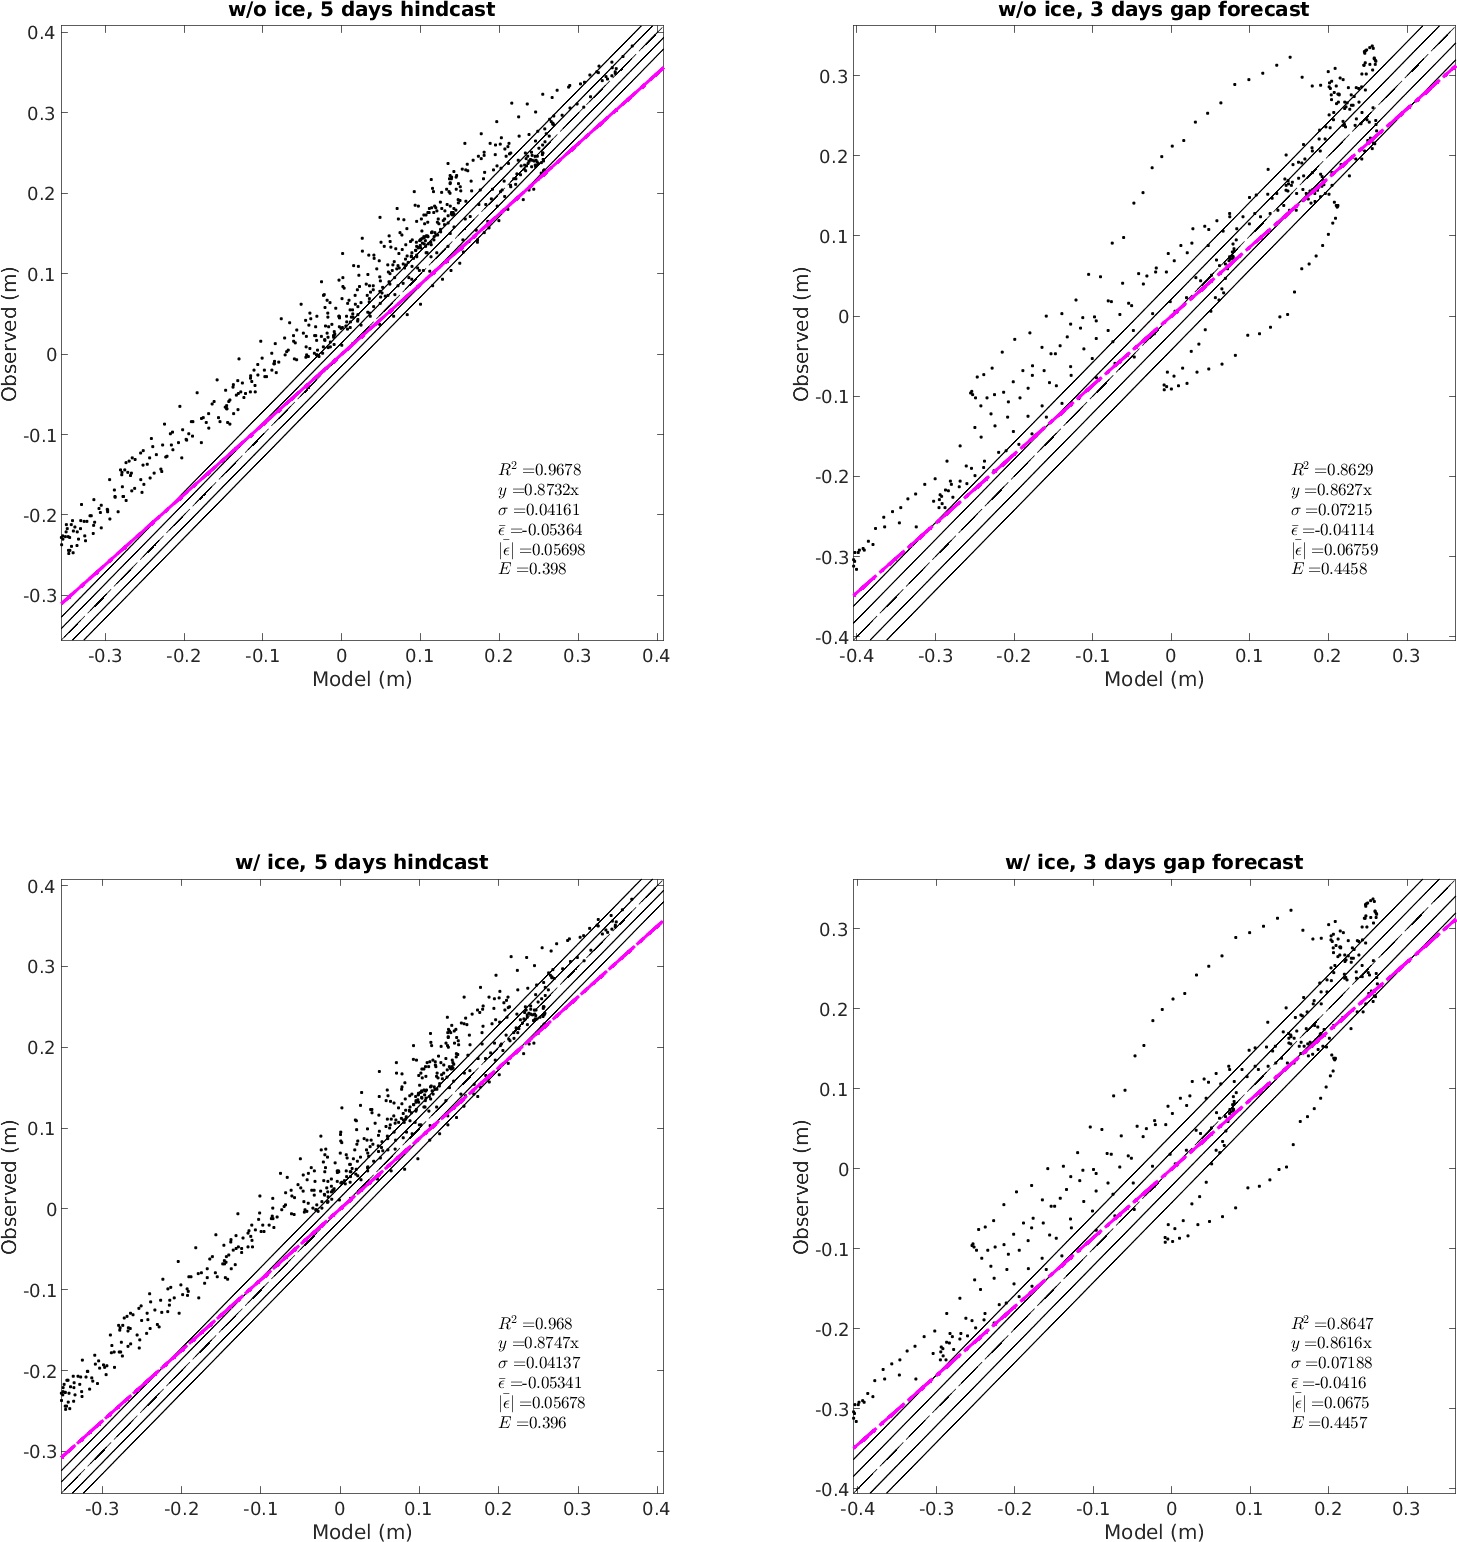 w/o ice, 5 days hindcast
0.4
0.3
0.2
0.1
0
-0.1
-0.2
-0.3
Observed (m)
R² =0.9678
y =0.8732x
σ =0.04161
ϵ̄ =-0.05364
|ϵ̄| =0.05698
E =0.398
-0.3 -0.2 -0.1 0 0.1 0.2 0.3 0.4
Model (m)
w/o ice, 3 days gap forecast
0.3
0.2
0.1
0
-0.1
-0.2
-0.3
-0.4
Observed (m)
R² =0.8629
y =0.8627x
σ =0.07215
ϵ̄ =-0.04114
|ϵ̄| =0.06759
E =0.4458
-0.4 -0.3 -0.2 -0.1 0 0.1 0.2 0.3
Model (m)
w/ ice, 5 days hindcast
0.4
0.3
0.2
0.1
0
-0.1
-0.2
-0.3
Observed (m)
R² =0.968
y =0.8747x
σ =0.04137
ϵ̄ =-0.05341
|ϵ̄| =0.05678
E =0.396
-0.3 -0.2 -0.1 0 0.1 0.2 0.3 0.4
Model (m)
w/ ice, 3 days gap forecast
0.3
0.2
0.1
0
-0.1
-0.2
-0.3
-0.4
Observed (m)
R² =0.8647
y =0.8616x
σ =0.07188
ϵ̄ =-0.0416
|ϵ̄| =0.0675
E =0.4457
-0.4 -0.3 -0.2 -0.1 0 0.1 0.2 0.3
Model (m)